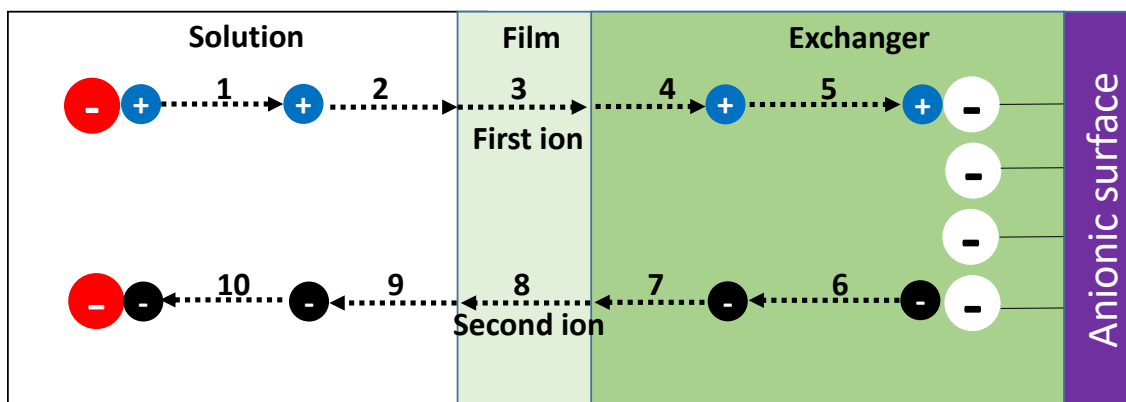 Solution Film Exchanger
1 2 3 4 5
- + + + + -
First ion
-
-
10 9 8 7 6
- - - - - -
Second ion
Anionic surface